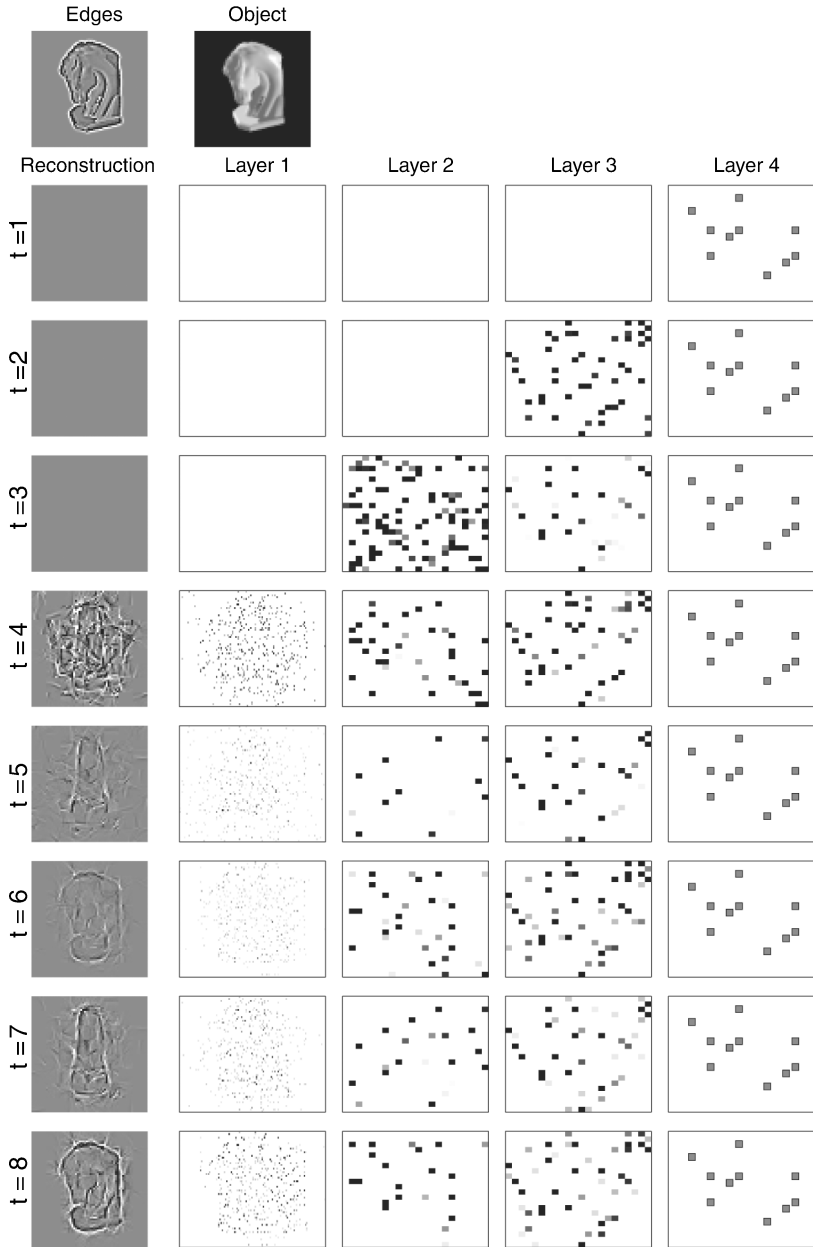 Edges Object
Reconstruction Layer 1 Layer 2 Layer 3 Layer 4
t =1
t =2
t =3
t =4
t =5
t =6
t =7
t =8